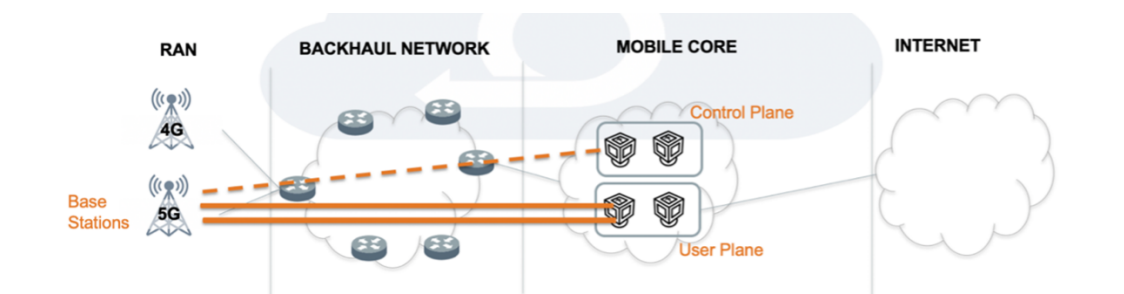 RAN
BACKHAUL NETWORK
MOBILE CORE
INTERNET
4G
Control Plane
Base
Stations
5G
User Plane